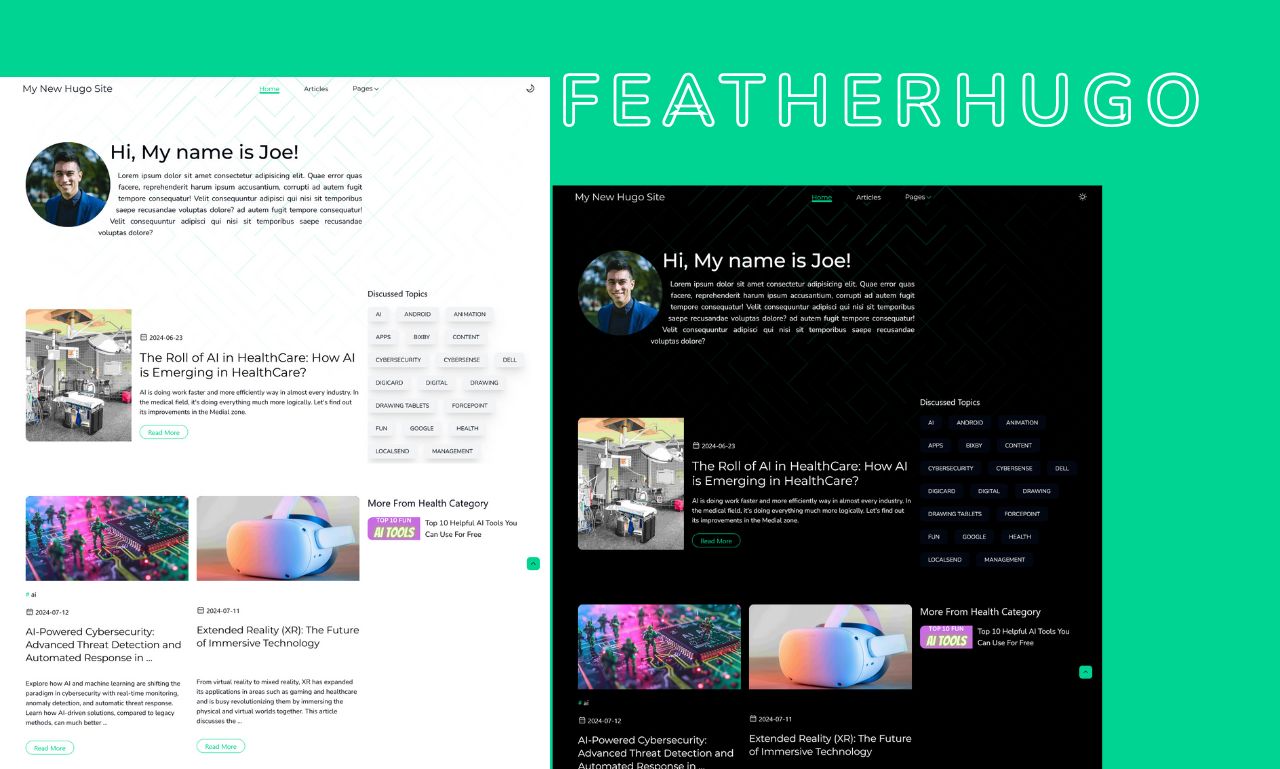 FEATHERHUGO
My New Hugo Site
Home
Articles
Pages
Hi, My name is Joe!
Lorem ipsum dolor sit amet consectetur adipisicing elit. Quae error quas
facere, reprehenderit harum ipsum accusantium, corrupti ad autem fugit
tempore consequatur! Velit consequuntur adipisci qui nisi sit temporibus
saepe recusandae voluptas dolore? ad autem fugit tempore consequatur!
Velit consequuntur adipisci qui nisi sit temporibus saepe recusandae
voluptas dolore?
2024-06-23
The Roll of AI in HealthCare: How AI
is Emerging in HealthCare?
AI is doing work faster and more efficiently way in almost every industry. In
the medical field, it's doing everything much more logically. Let's find out
its improvements in the Medial zone.
Read More
Discussed Topics
AI ANDROID ANIMATION
APPS BIXBY CONTENT
CYBERSECURITY CYBERSENSE DELL
DIGICARD DIGITAL DRAWING
DRAWING TABLETS FORCEPOINT
FUN GOOGLE HEALTH
LOCALSEND MANAGEMENT
# ai
2024-07-12
AI-Powered Cybersecurity:
Advanced Threat Detection and
Automated Response in ...
Explore how AI and machine learning are shifting the
paradigm in cybersecurity with real-time monitoring,
anomaly detection, and automatic threat response.
Learn how AI-driven solutions, compared to legacy
methods, can much better ...
Read More
2024-07-11
Extended Reality (XR): The Future
of Immersive Technology
From virtual reality to mixed reality, XR has expanded
its applications in areas such as gaming and healthcare
and is busy revolutionizing them by immersing the
physical and virtual worlds together. This article
discusses the ...
Read More
More From Health Category
TOP 10 FUN
AI TOOLS
Top 10 Helpful AI Tools You
Can Use For Free
My New Hugo Site
Home
Articles
Pages
Hi, My name is Joe!
Lorem ipsum dolor sit amet consectetur adipisicing elit. Quae error quas
facere, reprehenderit harum ipsum accusantium, corrupti ad autem fugit
tempore consequatur! Velit consequuntur adipisci qui nisi sit temporibus
saepe recusandae voluptas dolore? ad autem fugit tempore consequatur!
Velit consequuntur adipisci qui nisi sit temporibus saepe recusandae
voluptas dolore?
2024-06-23
The Roll of AI in HealthCare: How AI
is Emerging in HealthCare?
AI is doing work faster and more efficiently way in almost every industry. In
the medical field, it's doing everything much more logically. Let's find out
its improvements in the Medial zone.
Read More
Discussed Topics
AI ANDROID ANIMATION
APPS BIXBY CONTENT
CYBERSECURITY CYBERSENSE DELL
DIGICARD DIGITAL DRAWING
DRAWING TABLETS FORCEPOINT
FUN GOOGLE HEALTH
LOCALSEND MANAGEMENT
# ai
2024-07-12
AI-Powered Cybersecurity:
Advanced Threat Detection and
Automated Response in ...
2024-07-11
Extended Reality (XR): The Future
of Immersive Technology
More From Health Category
TOP 10 FUN
AI TOOLS
Top 10 Helpful AI Tools You
Can Use For Free